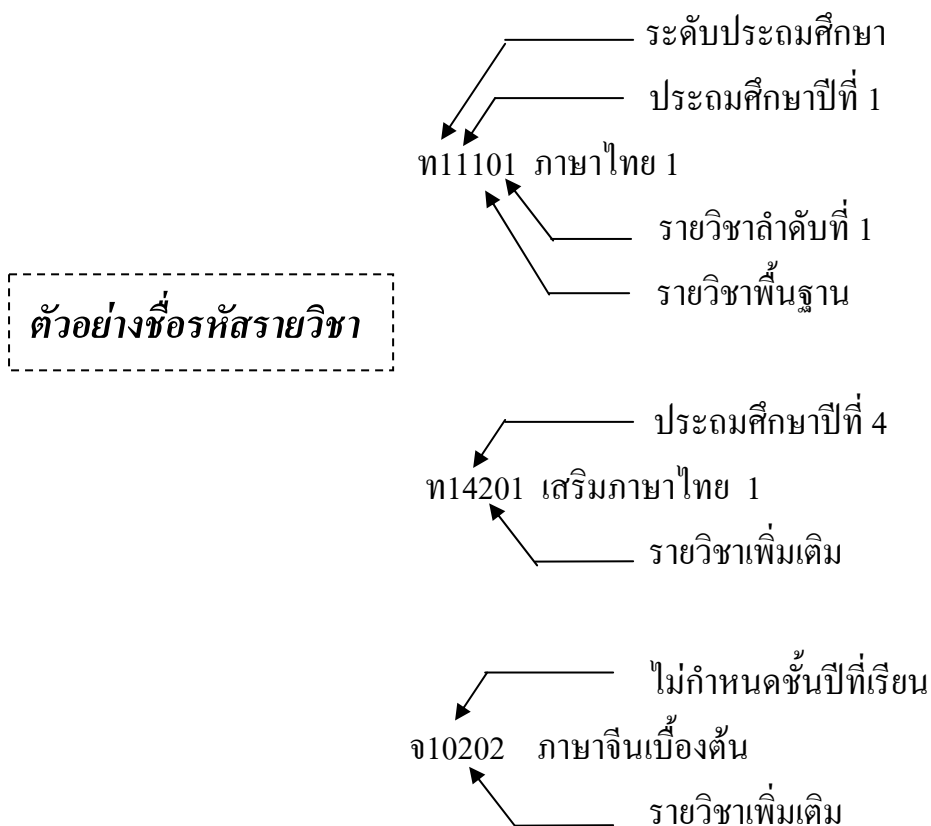 ระดับประถมศึกษา
ประถมศึกษาปีที่ 1
ท11101 ภาษาไทย 1
รายวิชาลำดับที่ 1
รายวิชาพื้นฐาน
ตัวอย่างชื่อรหัสรายวิชา
ประถมศึกษาปีที่ 4
ท14201 เสริมภาษาไทย 1
รายวิชาเพิ่มเติม
ไม่กำหนดชั้นปีที่เรียน
จ10202 ภาษาจีนเบื้องต้น
รายวิชาเพิ่มเติม